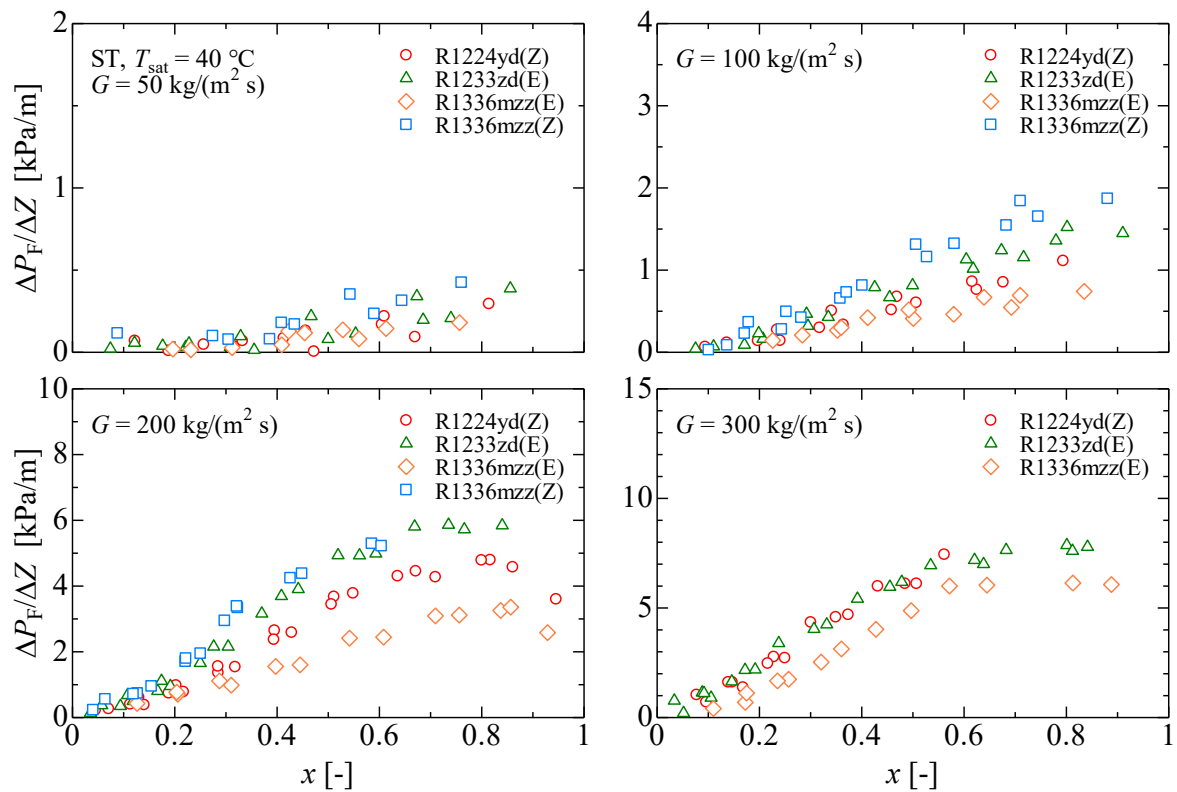 2
1
0
ΔP_F/ΔZ [kPa/m]
ST, T_sat = 40 °C
G = 50 kg/(m² s)
R1224yd(Z)
R1233zd(E)
R1336mzz(E)
R1336mzz(Z)
4
3
2
1
0
G = 100 kg/(m² s)
R1224yd(Z)
R1233zd(E)
R1336mzz(E)
R1336mzz(Z)
10
8
6
4
2
0
ΔP_F/ΔZ [kPa/m]
G = 200 kg/(m² s)
R1224yd(Z)
R1233zd(E)
R1336mzz(E)
R1336mzz(Z)
0 0.2 0.4 0.6 0.8 1
x [-]
15
10
5
0
G = 300 kg/(m² s)
R1224yd(Z)
R1233zd(E)
R1336mzz(E)
0 0.2 0.4 0.6 0.8 1
x [-]